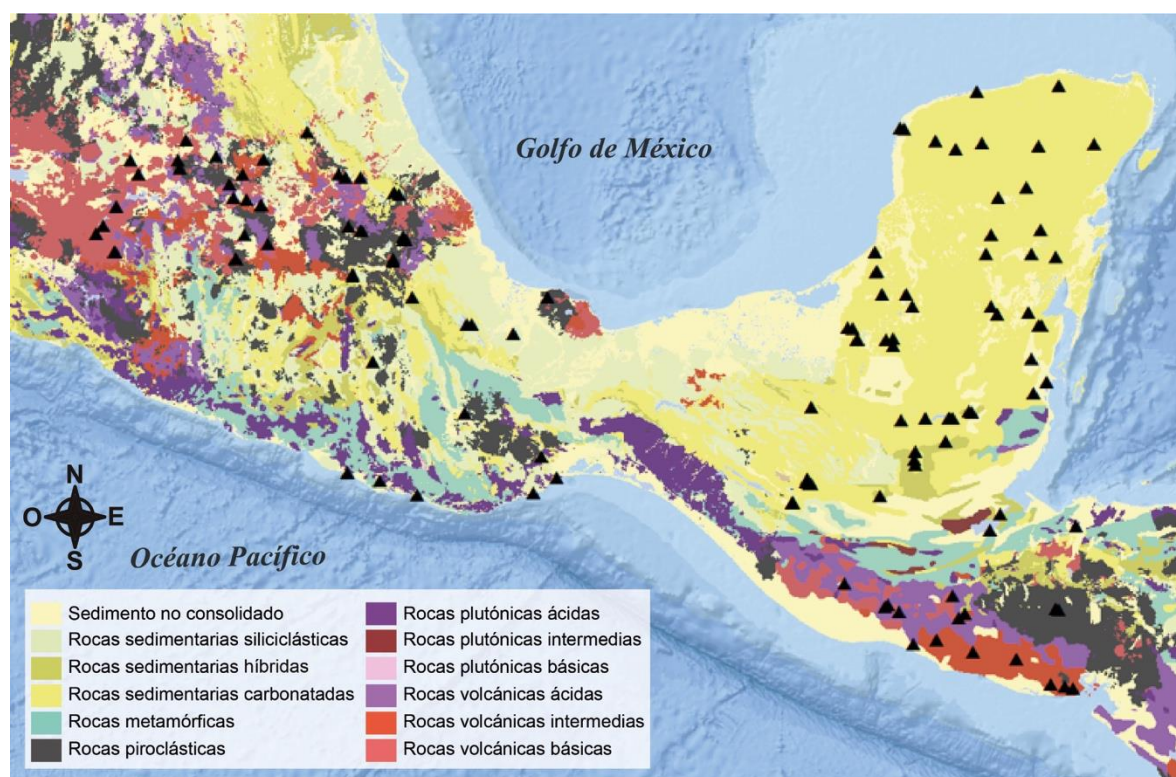 Golfo de México
N
O E
S
Océano Pacífico
Sedimento no consolidado
Rocas sedimentarias siliciclásticas
Rocas sedimentarias híbridas
Rocas sedimentarias carbonatadas
Rocas metamórficas
Rocas piroclásticas
Rocas plutónicas ácidas
Rocas plutónicas intermedias
Rocas plutónicas básicas
Rocas volcánicas ácidas
Rocas volcánicas intermedias
Rocas volcánicas básicas